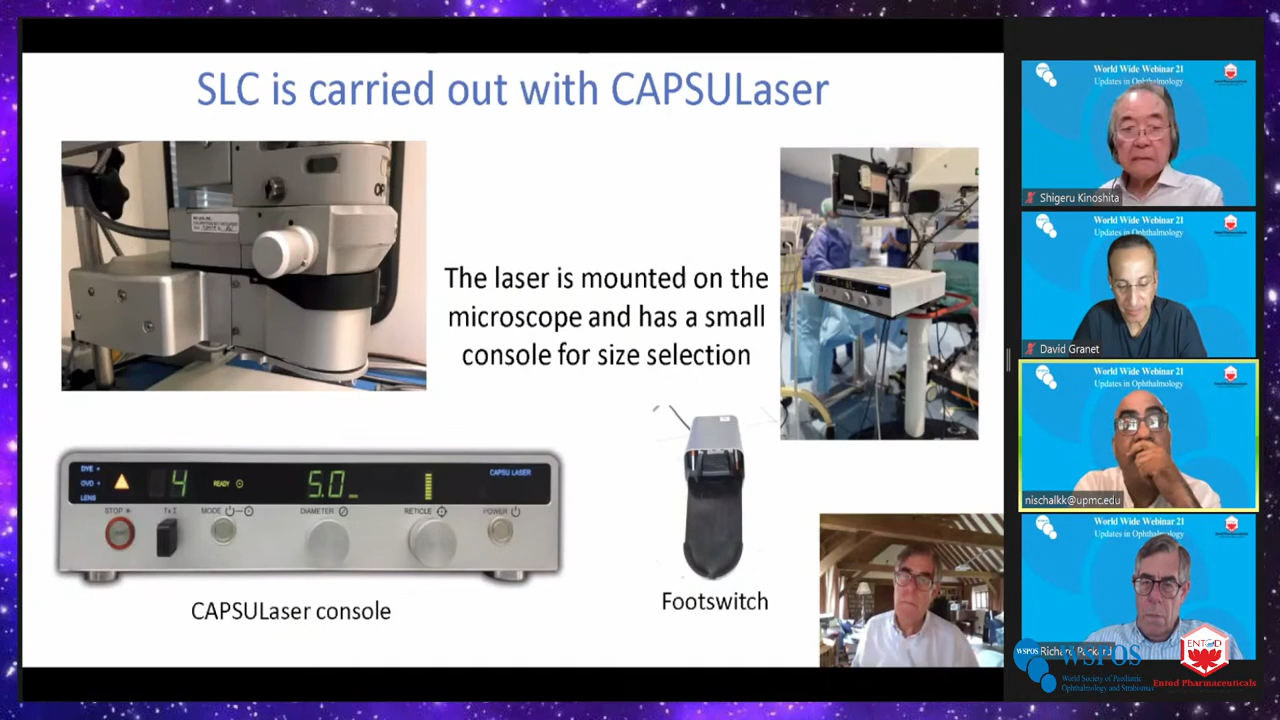 SLC is carried out with CAPSULaser
The laser is mounted on the
microscope and has a small
console for size selection
DYE
OVD
LENS
4
READY
5.0
CAPSU LASER
STOP
Tx I
MODE
DIAMETER
RETICLE
POWER
CAPSULaser console
Footswitch
World Wide Webinar 21
Updates in Ophthalmology
Shigeru Kinoshita
World Wide Webinar 21
Updates in Ophthalmology
David Granet
World Wide Webinar 21
Updates in Ophthalmology
nischalkk@upmc.edu
World Wide Webinar 21
Updates in Ophthalmology
Richard Packard
WSPOS
WSPOS
World Society of Paediatric
Ophthalmology and Strabismus
ENTOD
Entod Pharmaceuticals